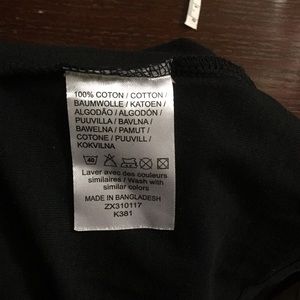 100% COTON / COTTON /
BAUMWOLLE / KATOEN /
ALGODÃO / ALGODÓN /
PUUVILLA / BAVLNA /
BAWEŁNA / PAMUT /
COTONE / PUUVILL /
KOKVILNA
40
Laver avec des couleurs
similaires / Wash with
similar colors
MADE IN BANGLADESH
ZX310117
K381